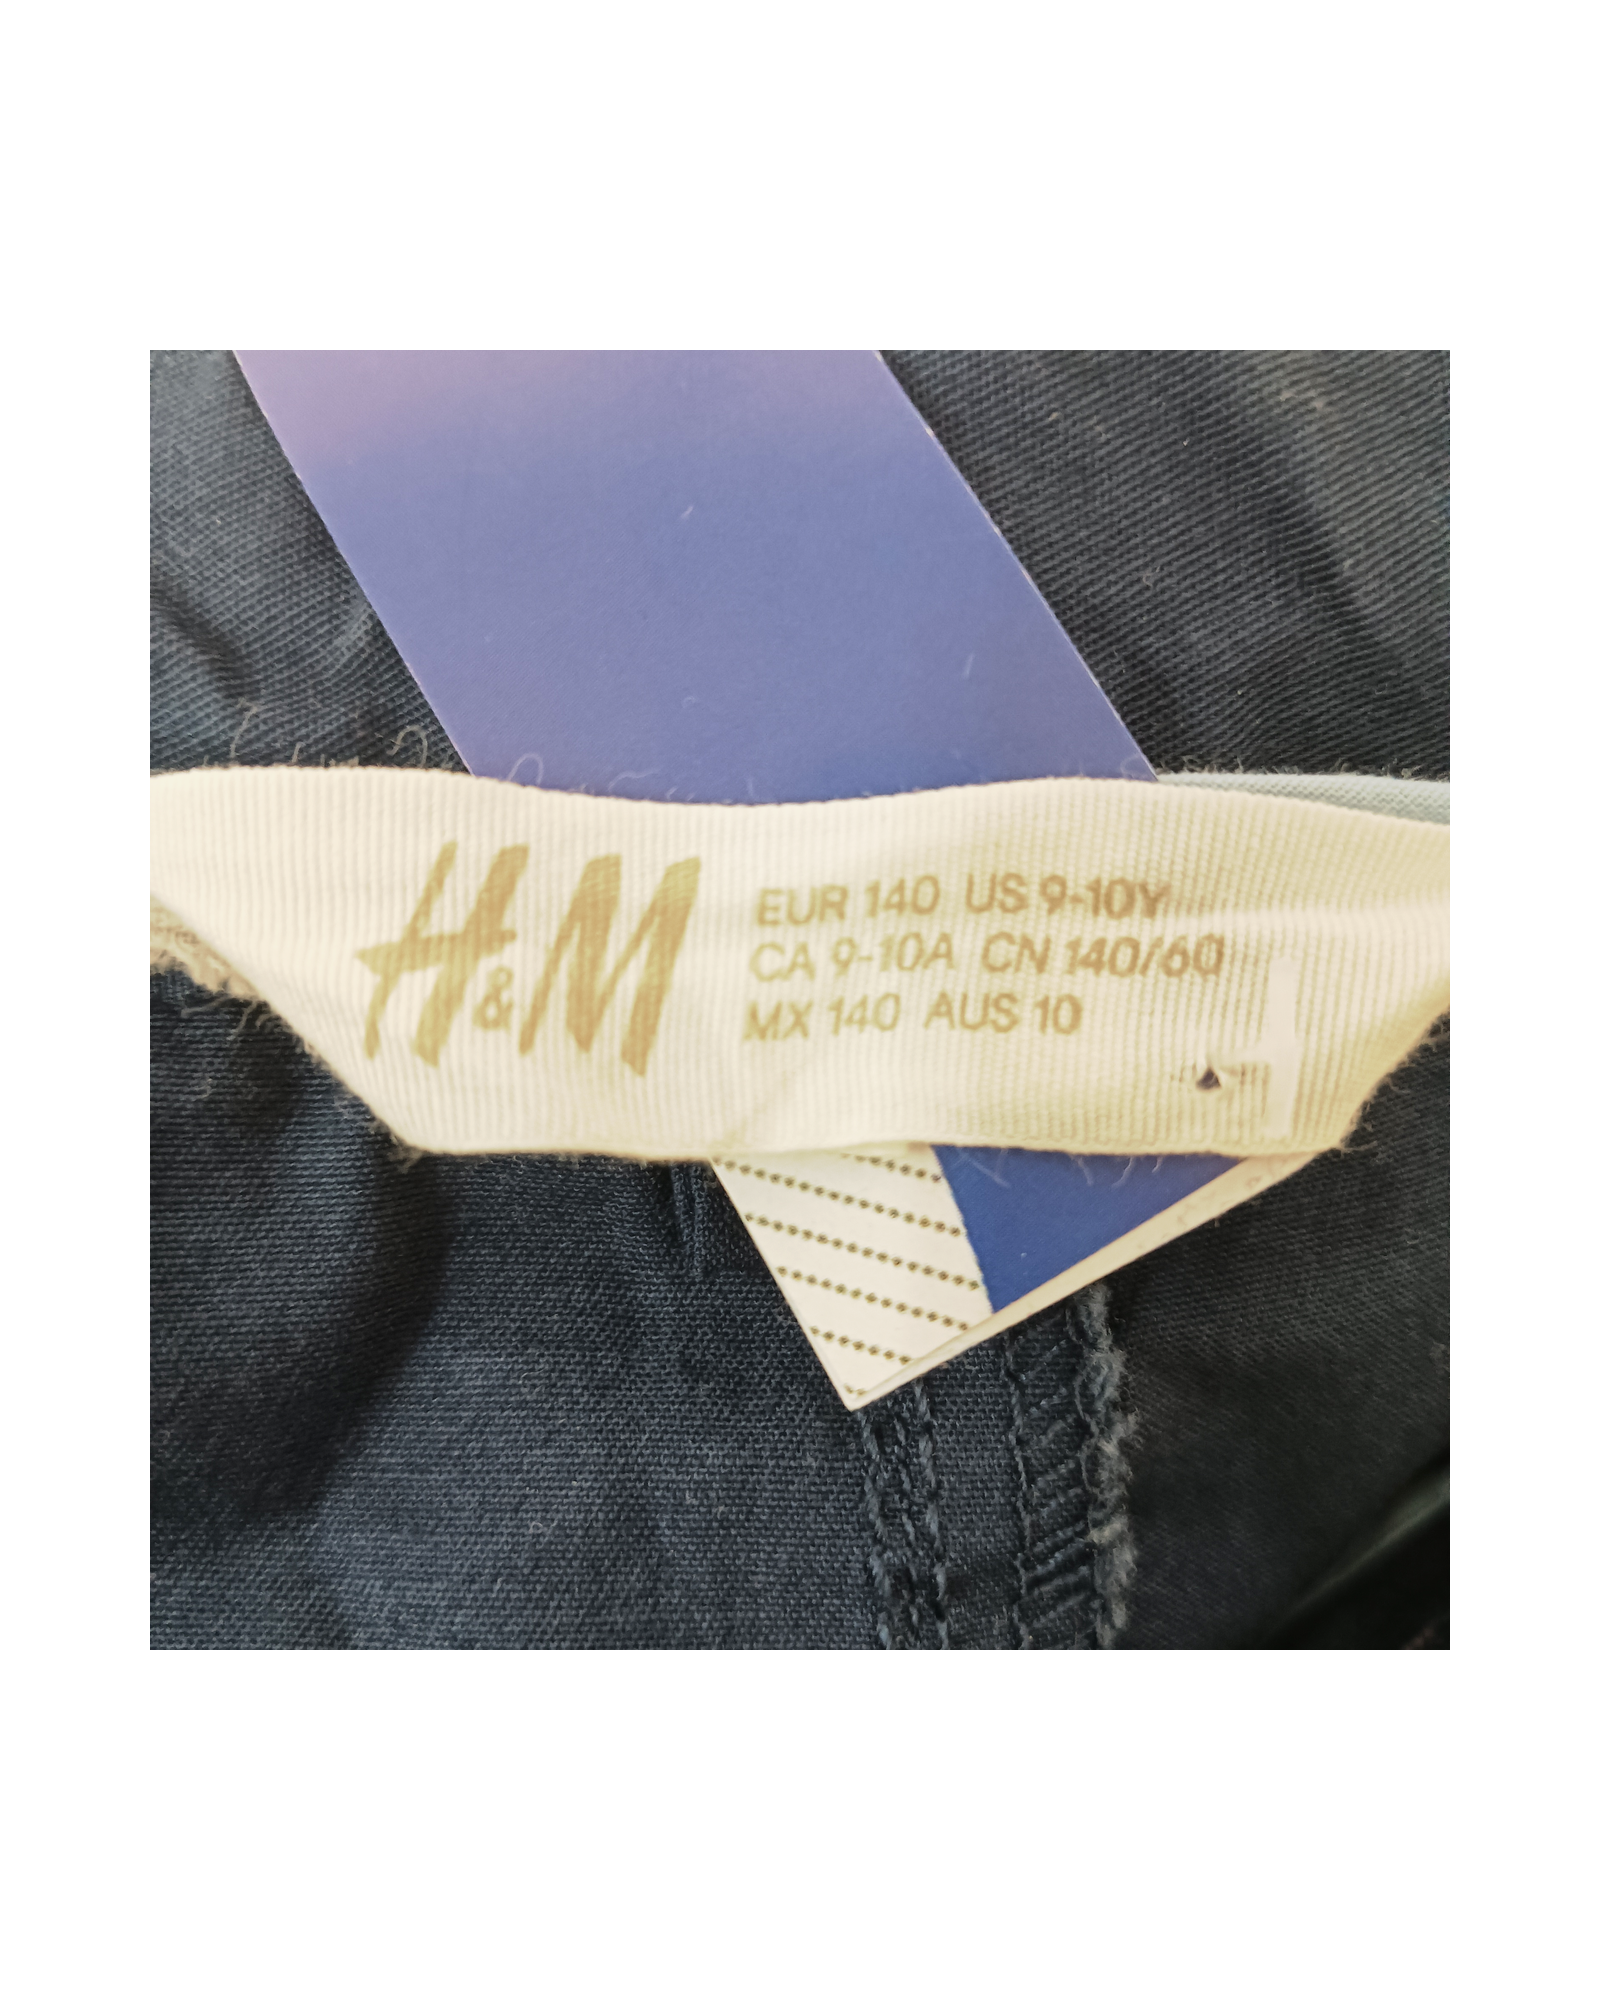 H&M
EUR 140 US 9-10Y
CA 9-10A CN 140/60
MX 140 AUS 10